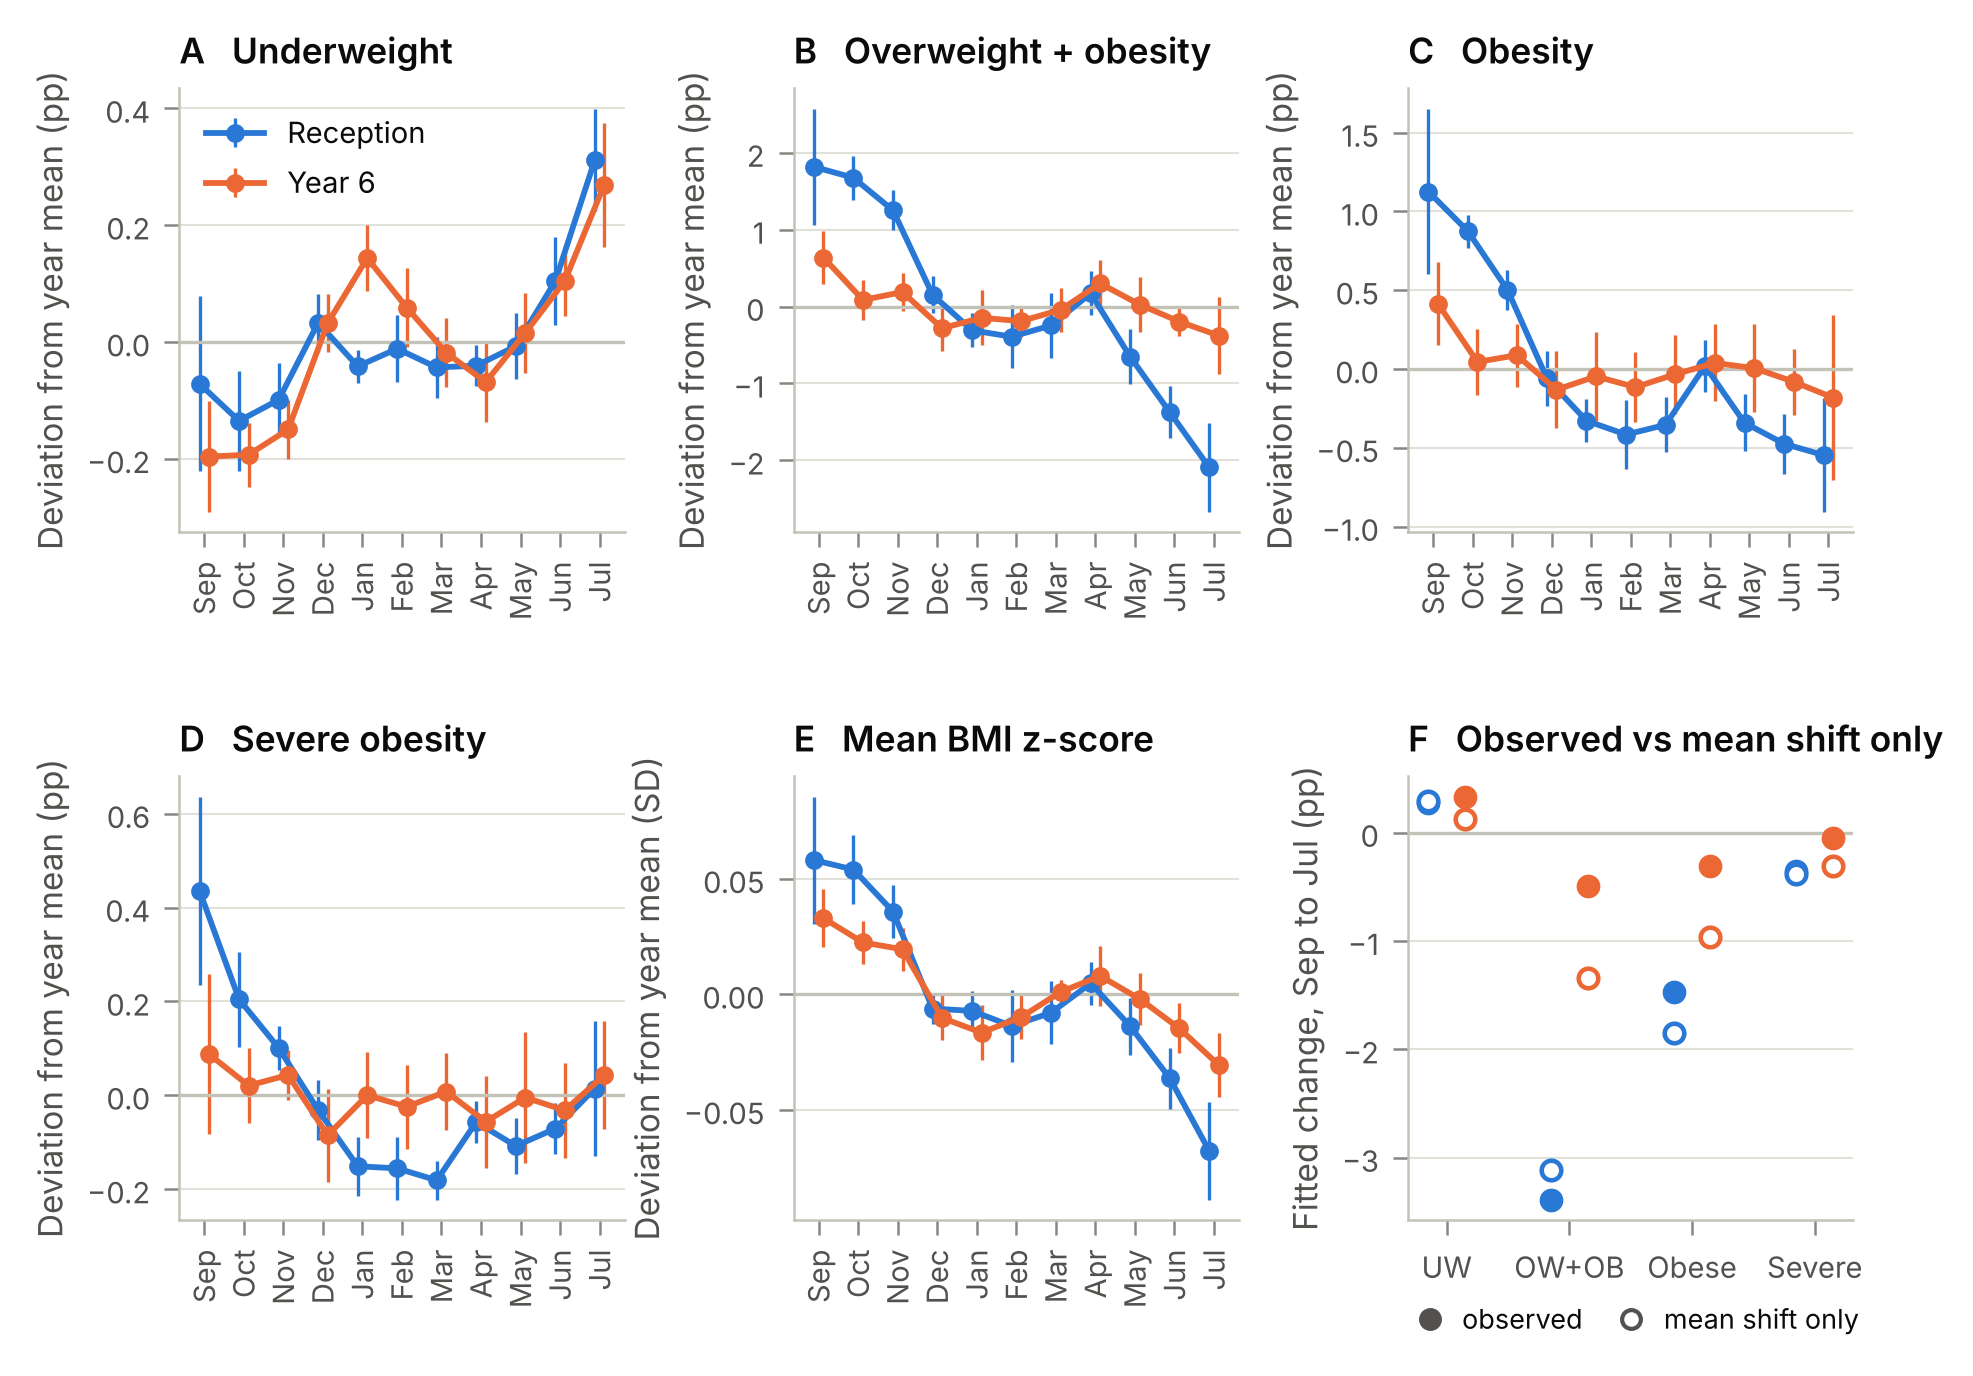 A Underweight
Deviation from year mean (pp)
0.4
0.2
0.0
−0.2
Reception
Year 6
Sep
Oct
Nov
Dec
Jan
Feb
Mar
Apr
May
Jun
Jul
B Overweight + obesity
Deviation from year mean (pp)
2
1
0
−1
−2
Sep
Oct
Nov
Dec
Jan
Feb
Mar
Apr
May
Jun
Jul
C Obesity
Deviation from year mean (pp)
1.5
1.0
0.5
0.0
−0.5
−1.0
Sep
Oct
Nov
Dec
Jan
Feb
Mar
Apr
May
Jun
Jul
D Severe obesity
Deviation from year mean (pp)
0.6
0.4
0.2
0.0
−0.2
Sep
Oct
Nov
Dec
Jan
Feb
Mar
Apr
May
Jun
Jul
E Mean BMI z-score
Deviation from year mean (SD)
0.05
0.00
−0.05
Sep
Oct
Nov
Dec
Jan
Feb
Mar
Apr
May
Jun
Jul
F Observed vs mean shift only
Fitted change, Sep to Jul (pp)
0
−1
−2
−3
UW OW+OB Obese Severe
observed mean shift only